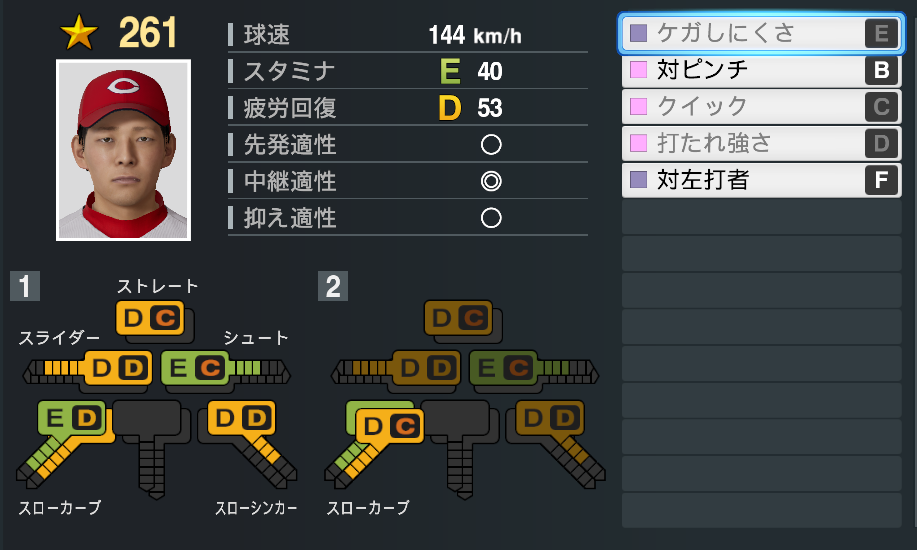 261
球速 144 km/h
スタミナ E 40
疲労回復 D 53
先発適性 ○
中継適性 ◎
抑え適性 ○
ケガしにくさ E
対ピンチ B
クイック C
打たれ強さ D
対左打者 F
C
1
ストレート
D C
スライダー シュート
D D E C
E D D D
スローカーブ スローシンカー
2
D C
D D E C
D C D D
スローカーブ